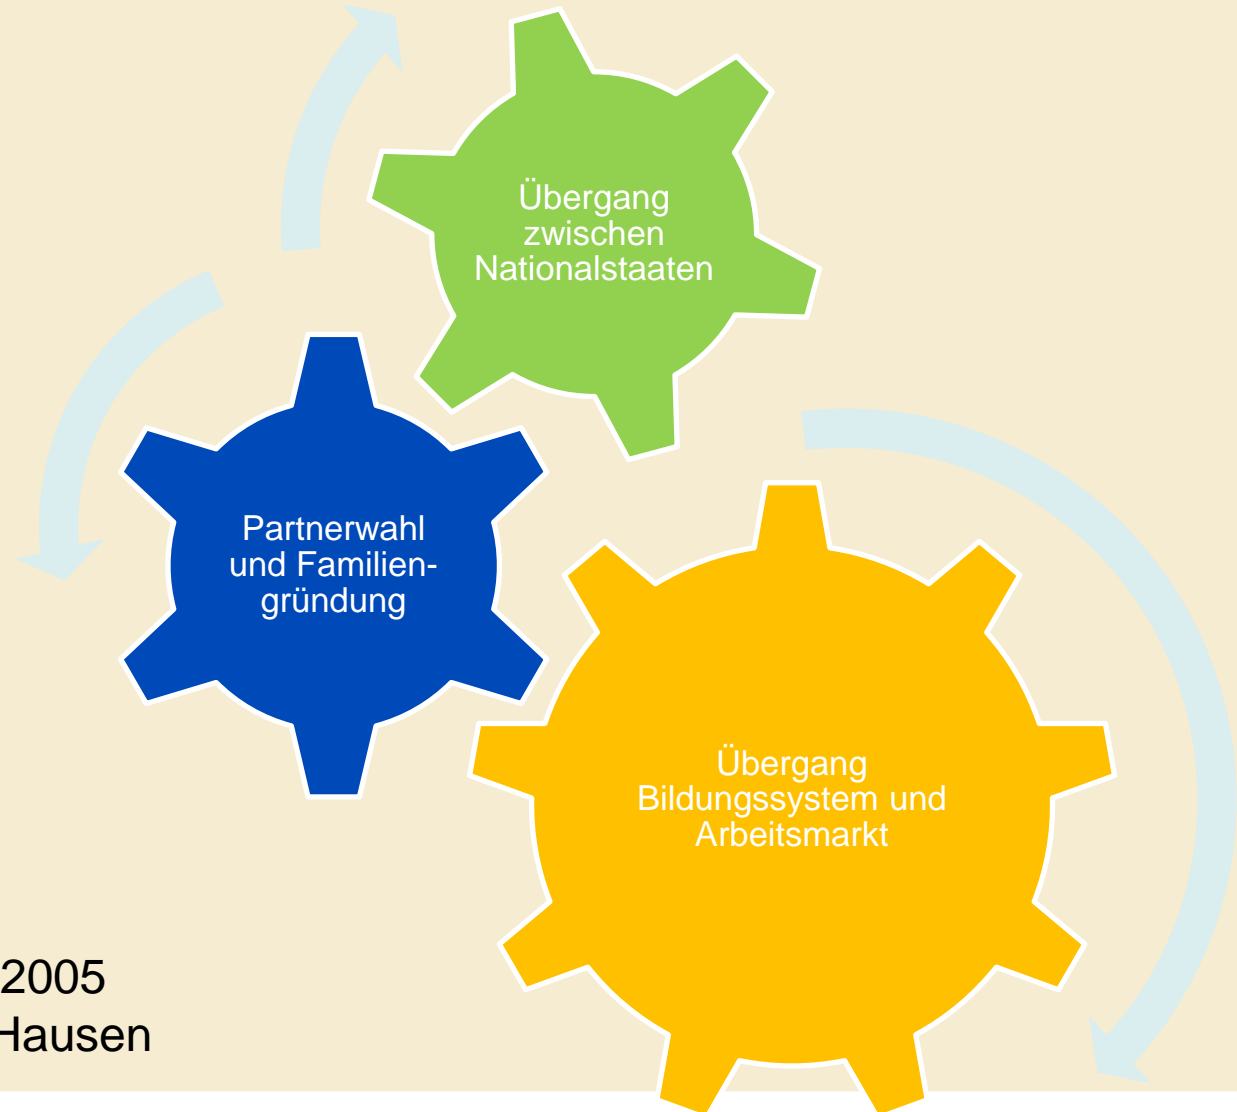 Übergang
zwischen
Nationalstaaten
Partnerwahl
und Familien-
gründung
Übergang
Bildungssystem und
Arbeitsmarkt
2005
Hausen